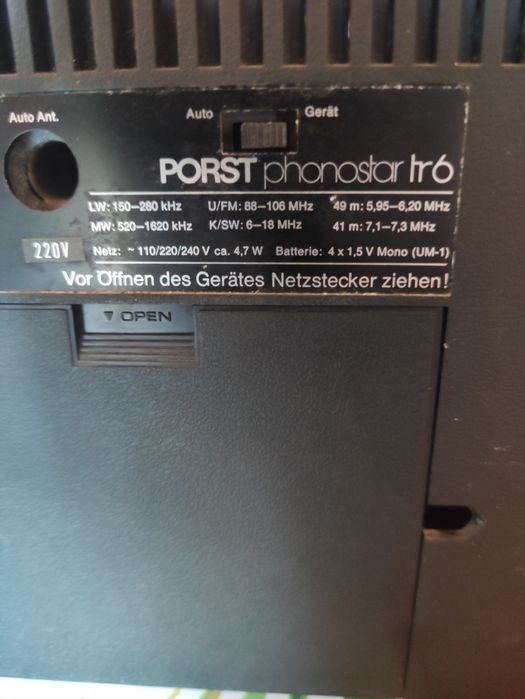 Auto Ant.
Auto
Gerät
PORST phonostar hr6
LW: 150–280 kHz U/FM: 88–106 MHz 49 m: 5,95–6,20 MHz
MW: 520–1620 kHz K/SW: 6–18 MHz 41 m: 7,1–7,3 MHz
220V
Netz: ~ 110/220/240 V ca. 4,7 W Batterie: 4 x 1,5 V Mono (UM-1)
Vor Öffnen des Gerätes Netzstecker ziehen!
▼ OPEN